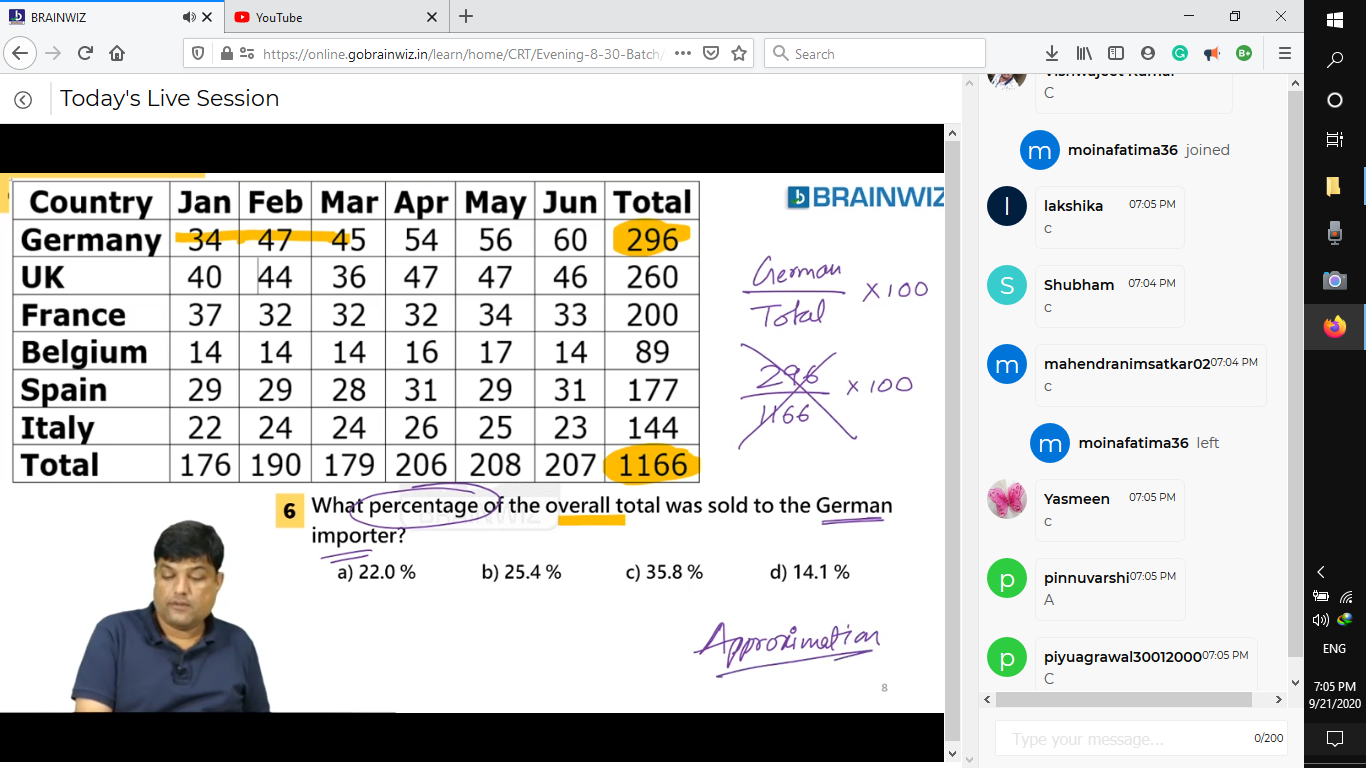 BRAINWIZ
YouTube
https://online.gobrainwiz.in/learn/home/CRT/Evening-8-30-Batch/
Search
Today's Live Session
BRAINWIZ
Country Jan Feb Mar Apr May Jun Total
Germany 34 47 45 54 56 60 296
UK 40 44 36 47 47 46 260
France 37 32 32 32 34 33 200
Belgium 14 14 14 16 17 14 89
Spain 29 29 28 31 29 31 177
Italy 22 24 24 26 25 23 144
Total 176 190 179 206 208 207 1166
German
Total
X 100
296
1166
x 100
6 What percentage of the overall total was sold to the German
importer?
a) 22.0 % b) 25.4 % c) 35.8 % d) 14.1 %
BRAINWIZ
Approximation
8
C
moinafatima36 joined
lakshika 07:05 PM
c
Shubham 07:04 PM
c
mahendranimsatkar02 07:04 PM
c
moinafatima36 left
Yasmeen 07:05 PM
c
pinnuvarshi 07:05 PM
A
piyuagrawal30012000 07:05 PM
C
Type your message...
0/200
ENG
7:05 PM
9/21/2020